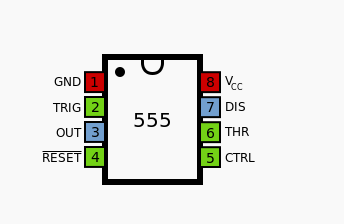 GND 1 8 VCC
TRIG 2 7 DIS
555
OUT 3 6 THR
RESET 4 5 CTRL